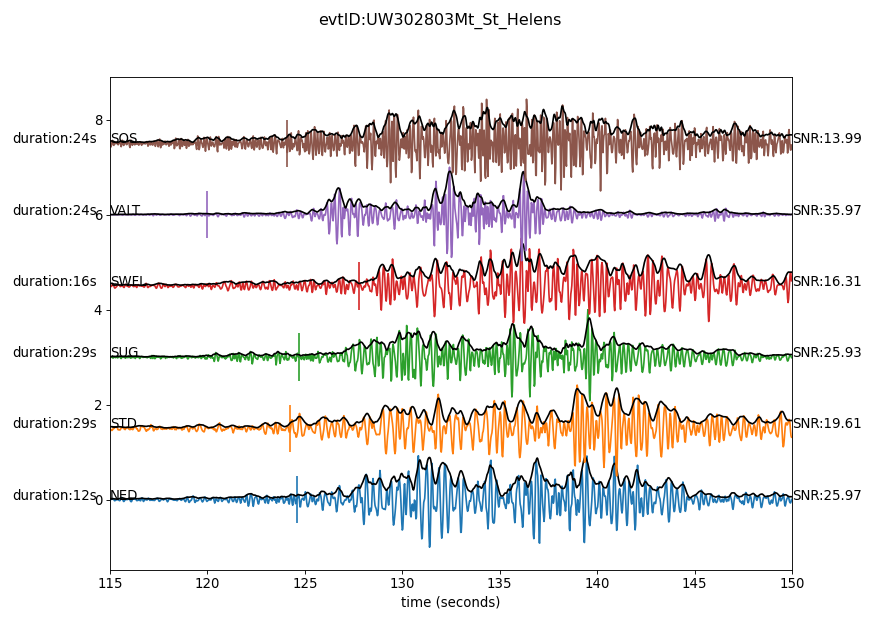 evtID:UW302803Mt_St_Helens
8
duration:24s SOS SNR:13.99
duration:24s VALT SNR:35.97
6
duration:16s SWFL SNR:16.31
4
duration:29s SUG SNR:25.93
2
duration:29s STD SNR:19.61
duration:12s NED SNR:25.97
0
115 120 125 130 135 140 145 150
time (seconds)